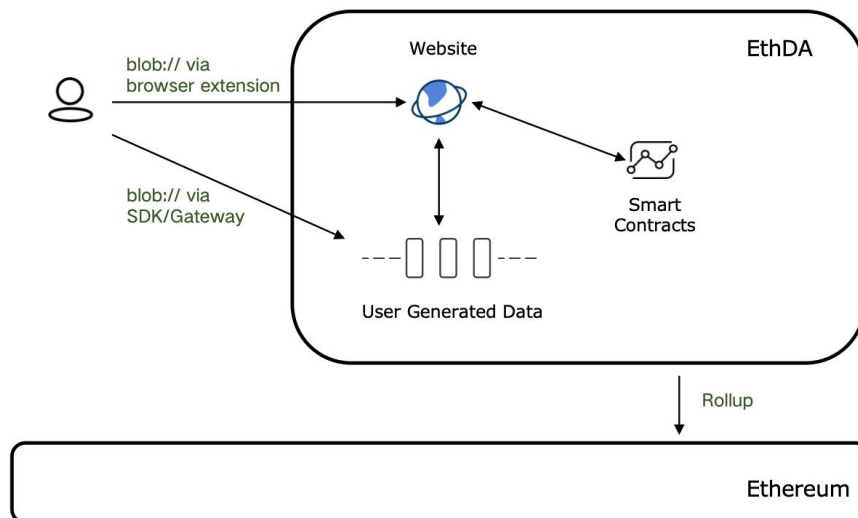 Website
EthDA
blob:// via
browser extension
blob:// via
SDK/Gateway
Smart
Contracts
User Generated Data
Rollup
Ethereum